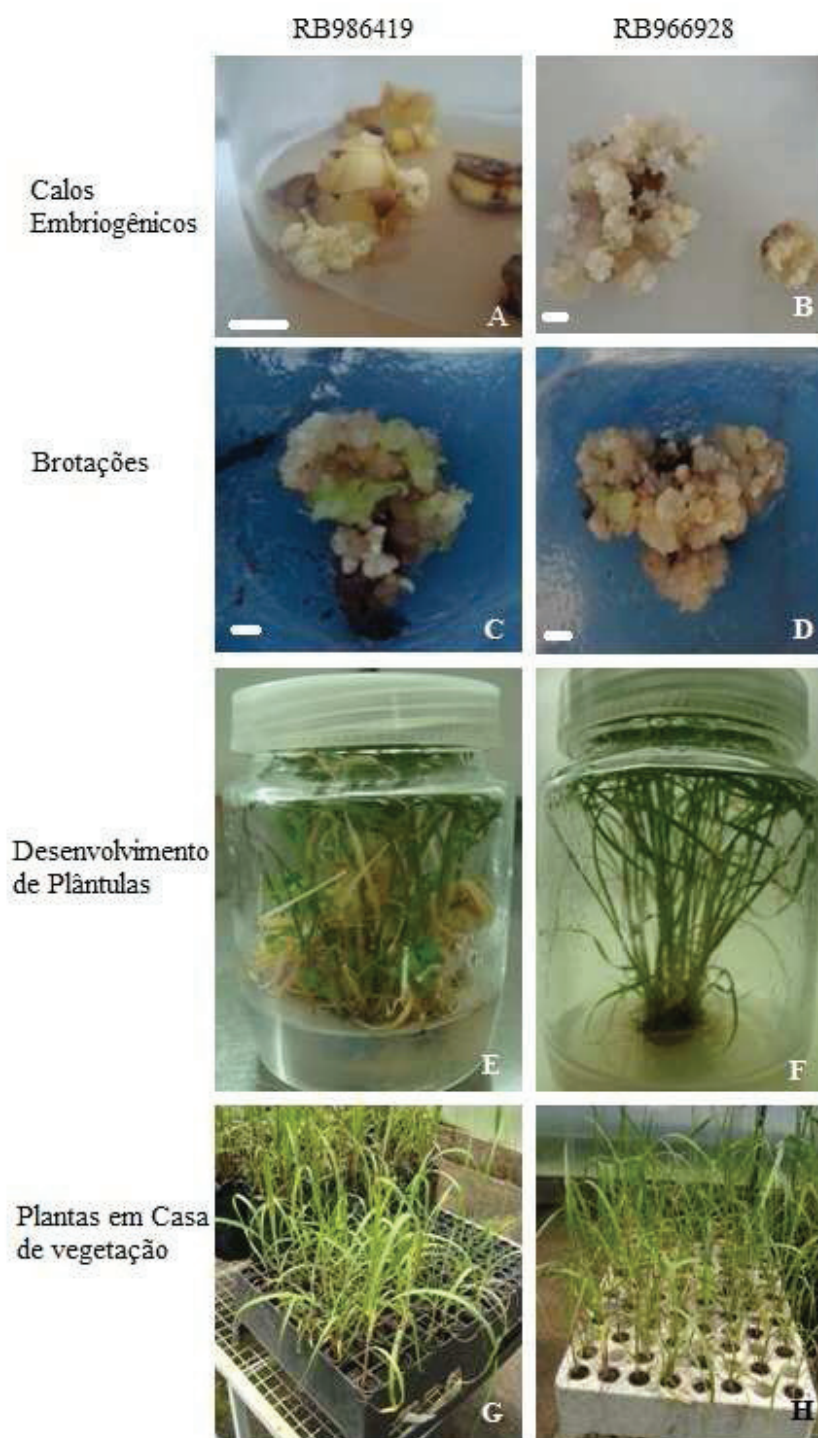 RB986419
RB966928
Calos
Embriogênicos
A
B
Brotações
C
D
Desenvolvimento
de Plântulas
E
F
Plantas em Casa
de vegetação
G
H